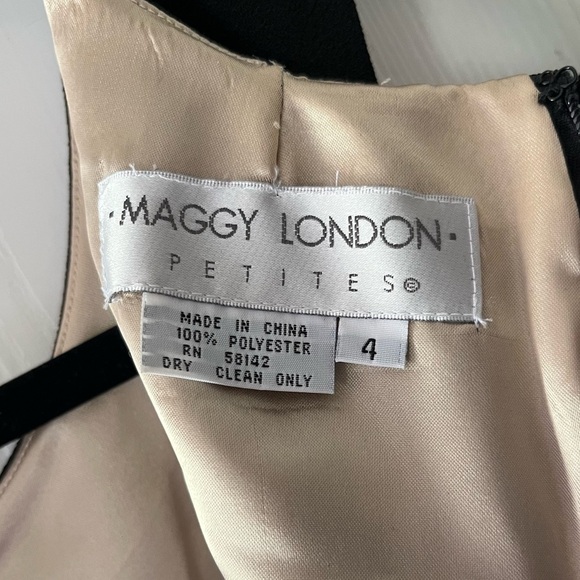 ·MAGGY LONDON·
PETITES©
MADE IN CHINA
100% POLYESTER
RN 58142
DRY CLEAN ONLY
4